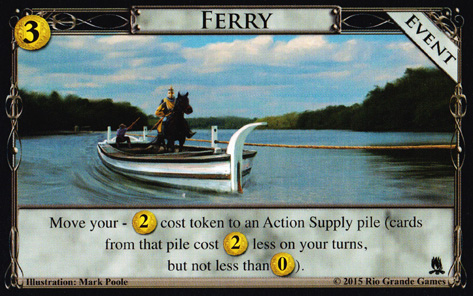 3
FERRY
EVENT
Move your - 2 cost token to an Action Supply pile (cards
from that pile cost 2 less on your turns,
but not less than 0).
Illustration: Mark Poole
© 2015 Rio Grande Games